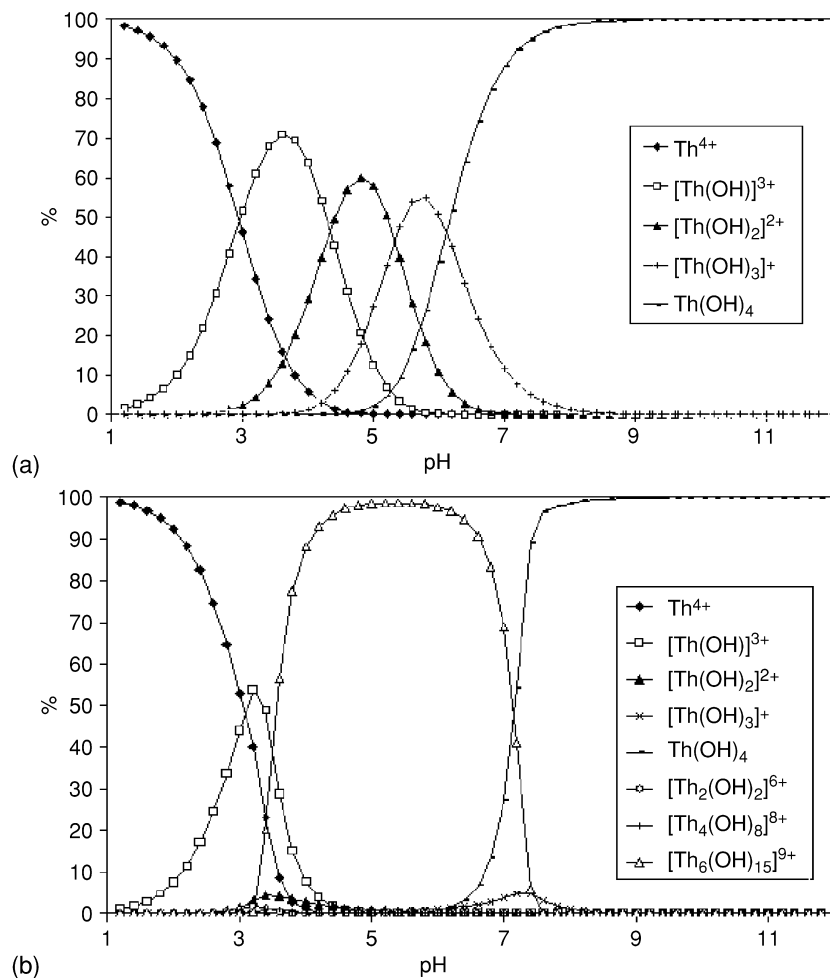 100
90
80
70
60
50
40
30
20
10
0
%
1 3 5 7 9 11
pH
(a)
Th⁴⁺
[Th(OH)]³⁺
[Th(OH)₂]²⁺
[Th(OH)₃]⁺
Th(OH)₄
100
90
80
70
60
50
40
30
20
10
0
%
1 3 5 7 9 11
pH
(b)
Th⁴⁺
[Th(OH)]³⁺
[Th(OH)₂]²⁺
[Th(OH)₃]⁺
Th(OH)₄
[Th₂(OH)₂]⁶⁺
[Th₄(OH)₈]⁸⁺
[Th₆(OH)₁₅]⁹⁺